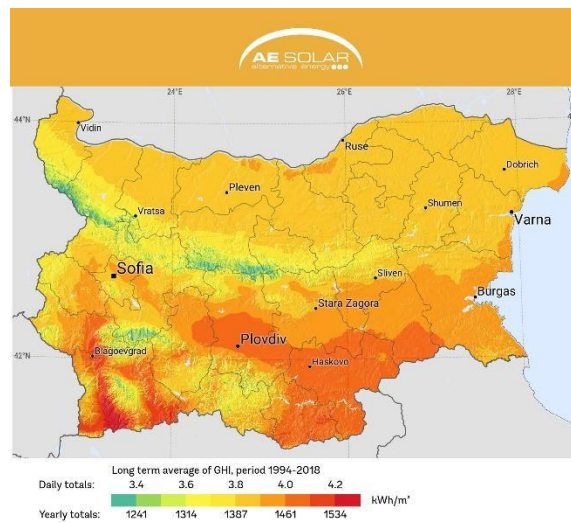 AE SOLAR
alternative energy
24°E
26°E
28°E
44°N
Vidin
Ruse
Dobrich
Pleven
Shumen
Vratsa
Varna
Sofia
Sliven
Burgas
Stara Zagora
Plovdiv
42°N
Blagoevgrad
Haskovo
Long term average of GHI, period 1994-2018
Daily totals: 3.4 3.6 3.8 4.0 4.2
kWh/m²
Yearly totals: 1241 1314 1387 1461 1534